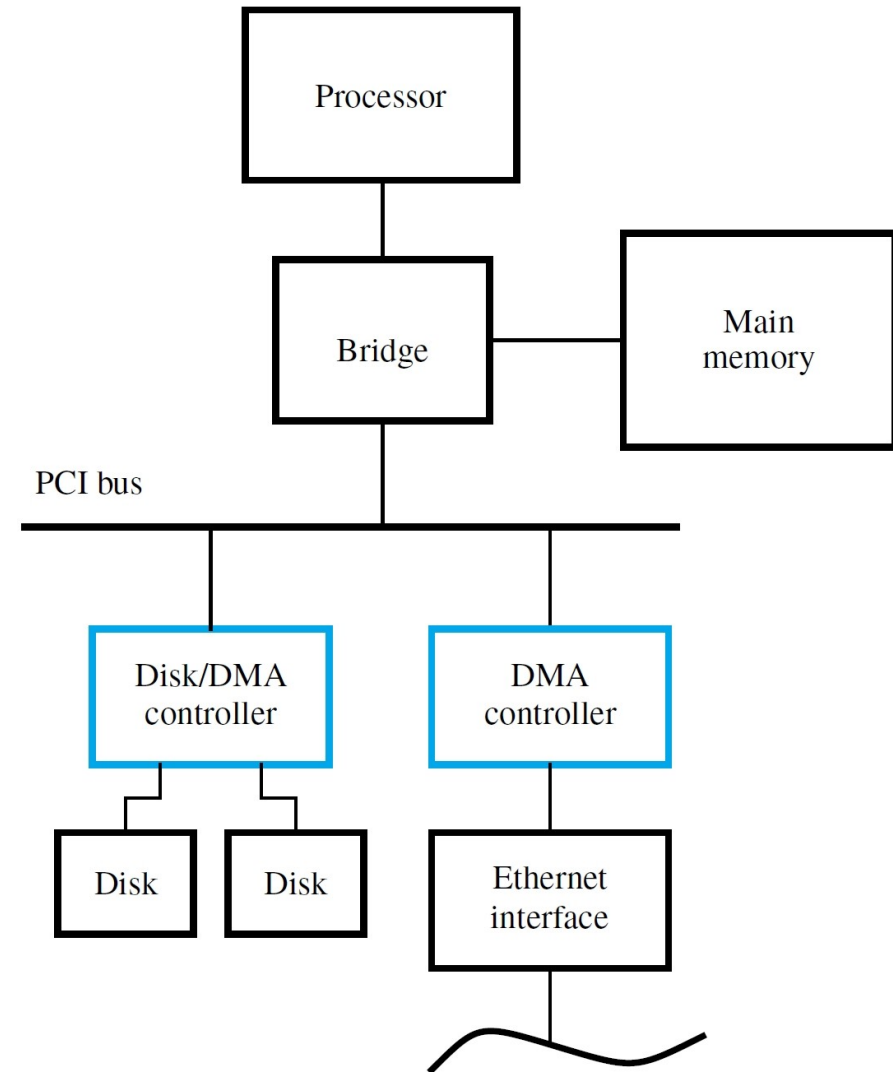 Processor
Bridge
Main
memory
PCI bus
Disk/DMA
controller
DMA
controller
Disk
Disk
Ethernet
interface